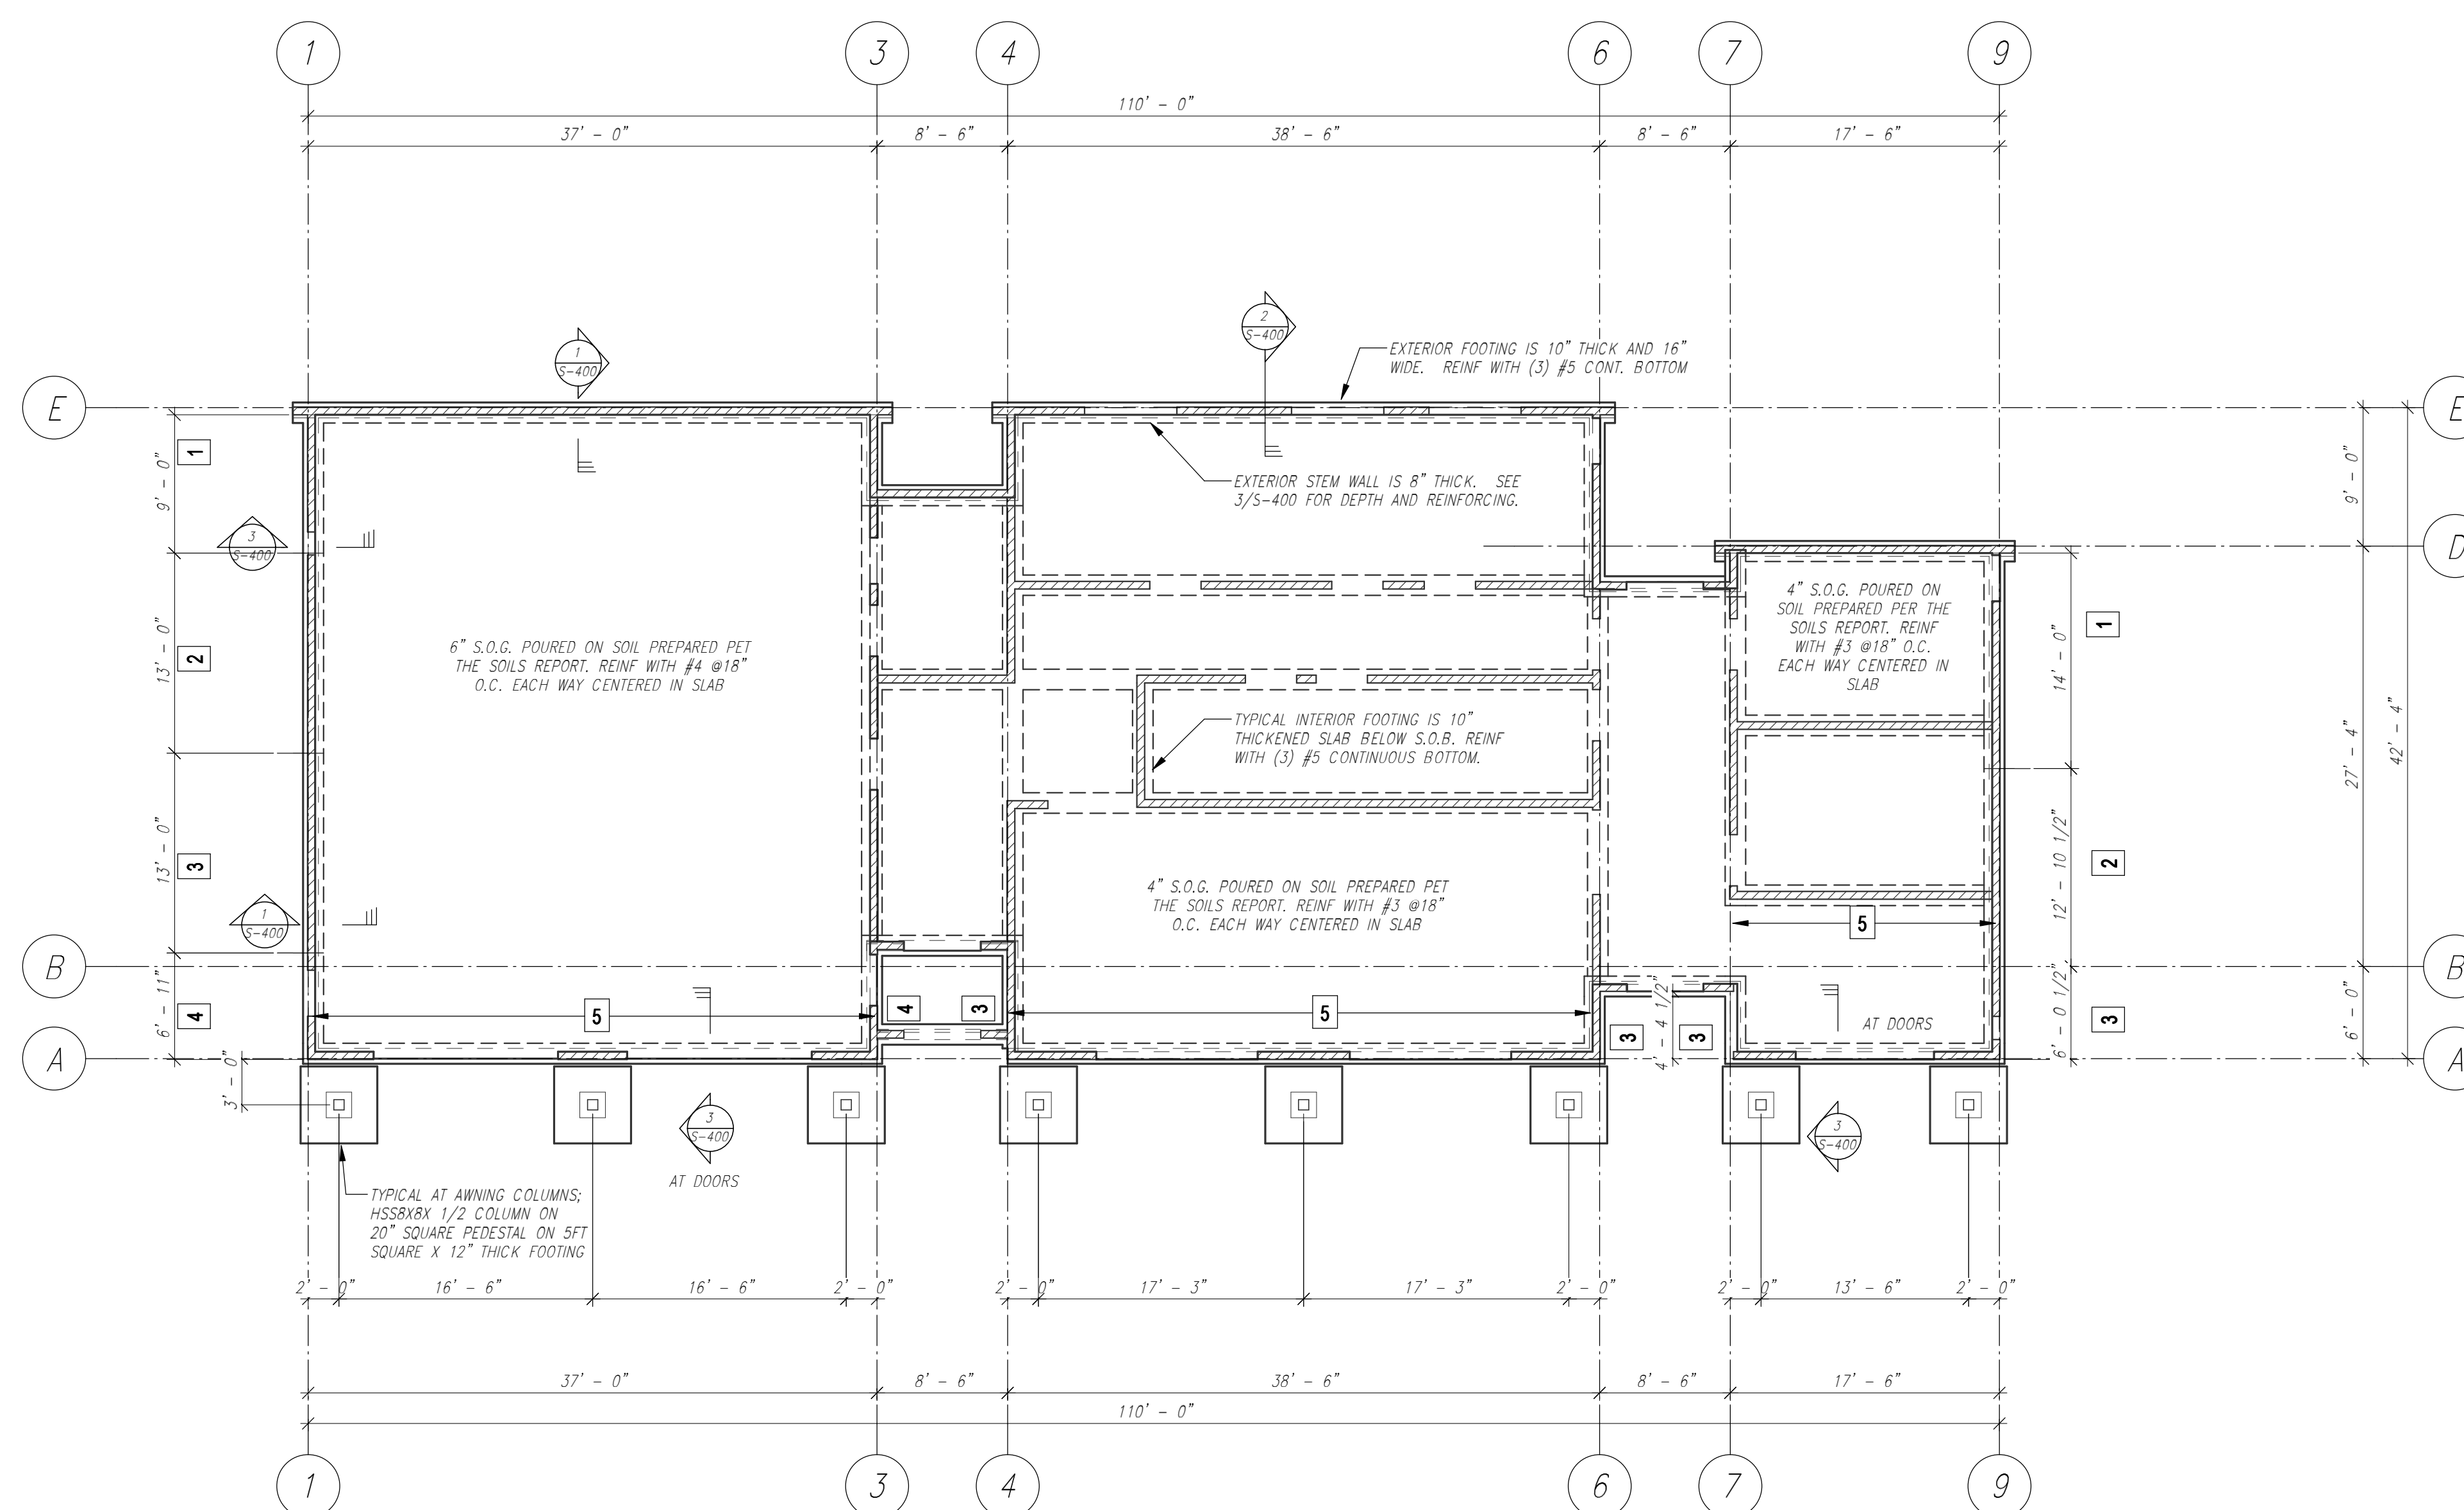 1
3
4
6
7
9
110' - 0"
37' - 0"
8' - 6"
38' - 6"
8' - 6"
17' - 6"
2
S-400
1
S-400
EXTERIOR FOOTING IS 10" THICK AND 16"
WIDE. REINF WITH (3) #5 CONT. BOTTOM
E
E
9' - 0"
1
9' - 0"
EXTERIOR STEM WALL IS 8" THICK. SEE
3/S-400 FOR DEPTH AND REINFORCING.
3
S-400
D
4" S.O.G. POURED ON
SOIL PREPARED PER THE
SOILS REPORT. REINF
WITH #3 @18" O.C.
EACH WAY CENTERED IN
SLAB
1
14' - 0"
13' - 0"
2
6" S.O.G. POURED ON SOIL PREPARED PET
THE SOILS REPORT. REINF WITH #4 @18"
O.C. EACH WAY CENTERED IN SLAB
TYPICAL INTERIOR FOOTING IS 10"
THICKENED SLAB BELOW S.O.B. REINF
WITH (3) #5 CONTINUOUS BOTTOM.
27' - 4"
42' - 4"
13' - 0"
3
12' - 10 1/2"
2
4" S.O.G. POURED ON SOIL PREPARED PET
THE SOILS REPORT. REINF WITH #3 @18"
O.C. EACH WAY CENTERED IN SLAB
1
S-400
5
B
B
6' - 11"
4
5
4
3
5
3
4' - 4 1/2"
3
AT DOORS
6' - 0 1/2"
3
6' - 0"
A
A
3' - 0"
3
S-400
AT DOORS
3
S-400
TYPICAL AT AWNING COLUMNS;
HSS8X8X 1/2 COLUMN ON
20" SQUARE PEDESTAL ON 5FT
SQUARE X 12" THICK FOOTING
2' - 0"
16' - 6"
16' - 6"
2' - 0"
2' - 0"
17' - 3"
17' - 3"
2' - 0"
2' - 0"
13' - 6"
2' - 0"
37' - 0"
8' - 6"
38' - 6"
8' - 6"
17' - 6"
110' - 0"
1
3
4
6
7
9